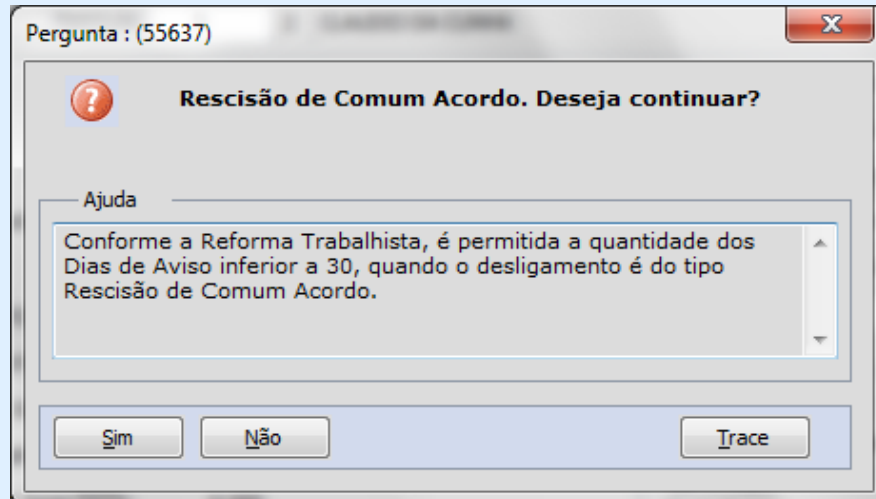 Pergunta : (55637)
Rescisão de Comum Acordo. Deseja continuar?
Ajuda
Conforme a Reforma Trabalhista, é permitida a quantidade dos
Dias de Aviso inferior a 30, quando o desligamento é do tipo
Rescisão de Comum Acordo.
Sim
Não
Trace